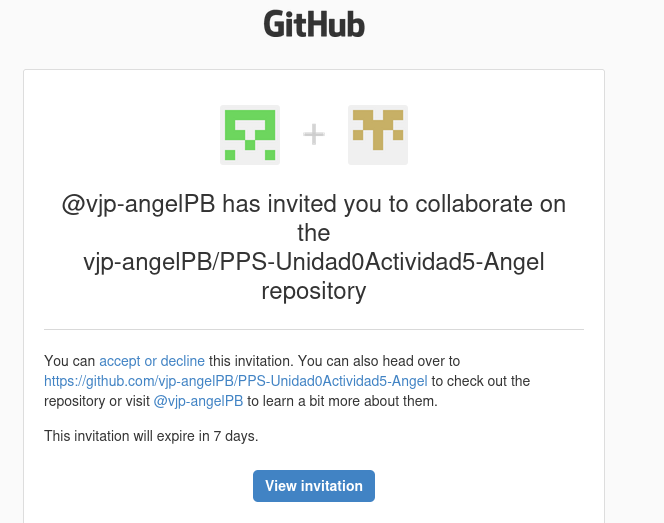 GitHub
@vjp-angelPB has invited you to collaborate on
the
vjp-angelPB/PPS-Unidad0Actividad5-Angel
repository
You can accept or decline this invitation. You can also head over to
https://github.com/vjp-angelPB/PPS-Unidad0Actividad5-Angel to check out the
repository or visit @vjp-angelPB to learn a bit more about them.
This invitation will expire in 7 days.
View invitation